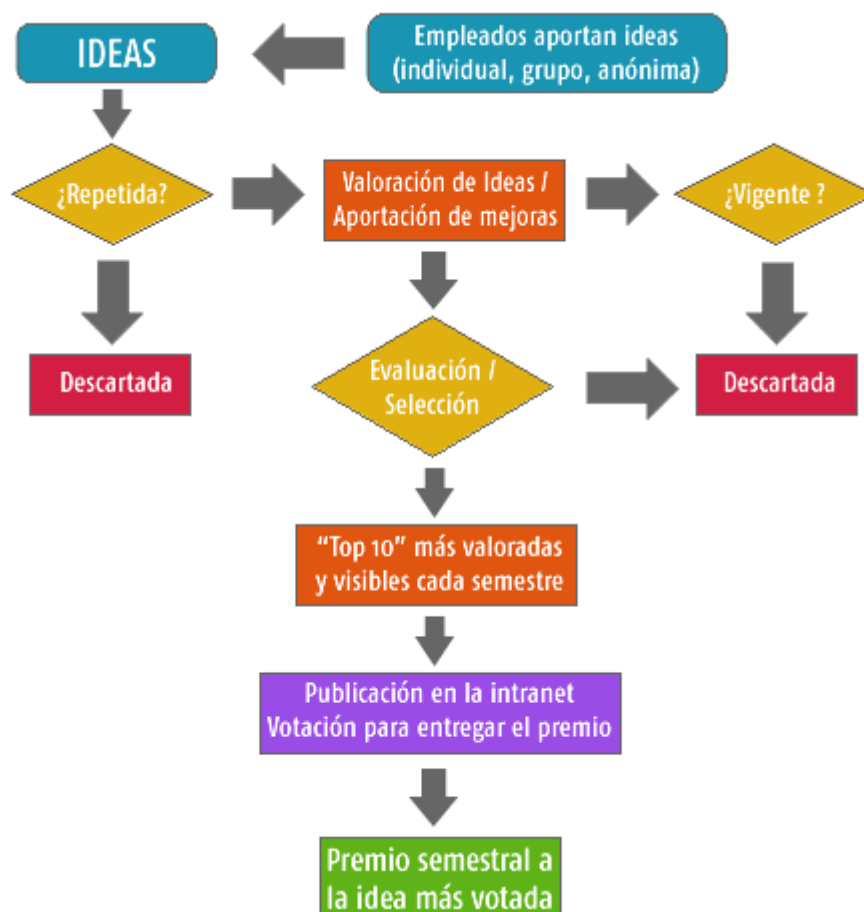 IDEAS
Empleados aportan ideas
(individual, grupo, anónima)
¿Repetida?
Valoración de Ideas /
Aportación de mejoras
¿Vigente ?
Descartada
Evaluación /
Selección
Descartada
“Top 10” más valoradas
y visibles cada semestre
Publicación en la intranet
Votación para entregar el premio
Premio semestral a
la idea más votada